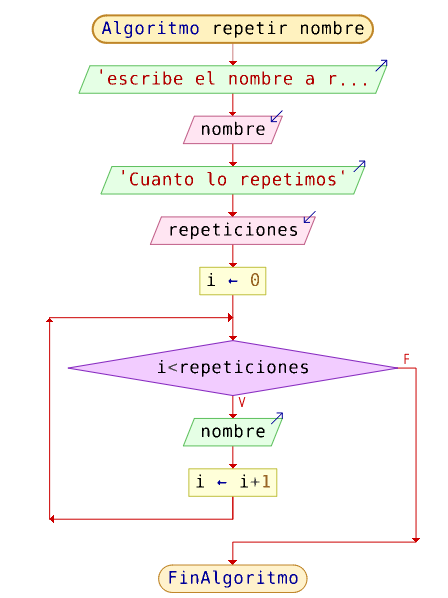 Algoritmo repetir nombre
'escribe el nombre a r...
nombre
'Cuanto lo repetimos'
repeticiones
i ← 0
i<repeticiones
F
V
nombre
i ← i+1
FinAlgoritmo